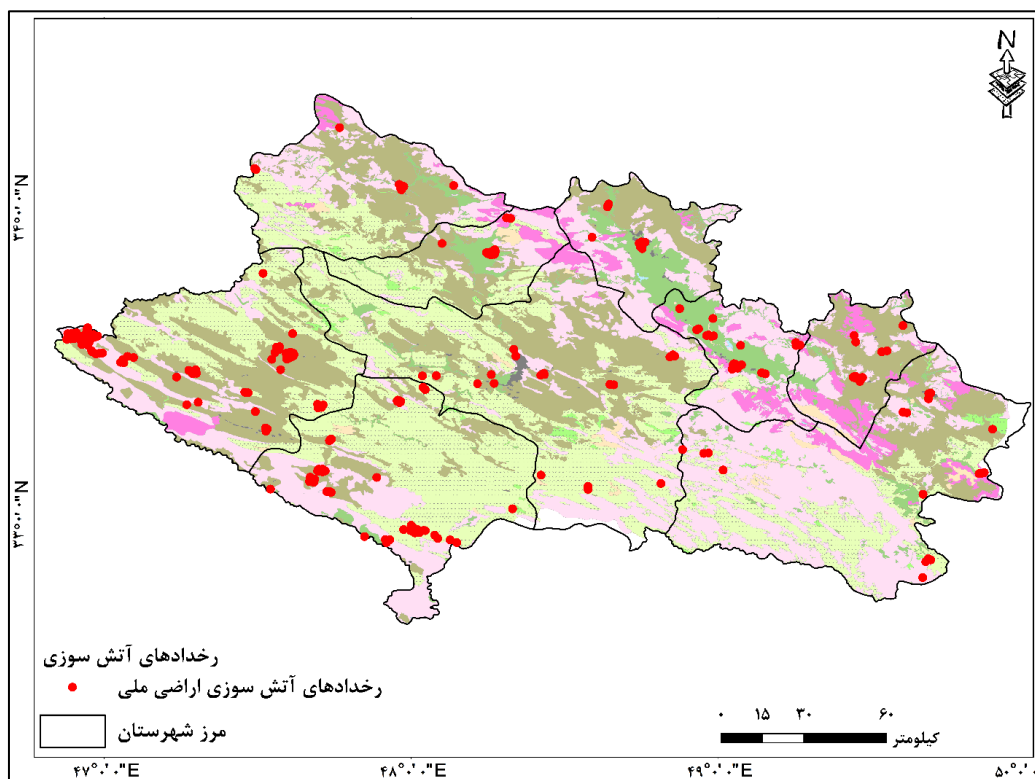 N
۳۴°۰'۰"N
۳۳°۰'۰"N
رخدادهای آتش سوزی
رخدادهای آتش سوزی اراضی ملی
مرز شهرستان
۰ ۱۵ ۳۰ ۶۰
کیلومتر
۴۷°۰'۰"E ۴۸°۰'۰"E ۴۹°۰'۰"E ۵۰°۰'